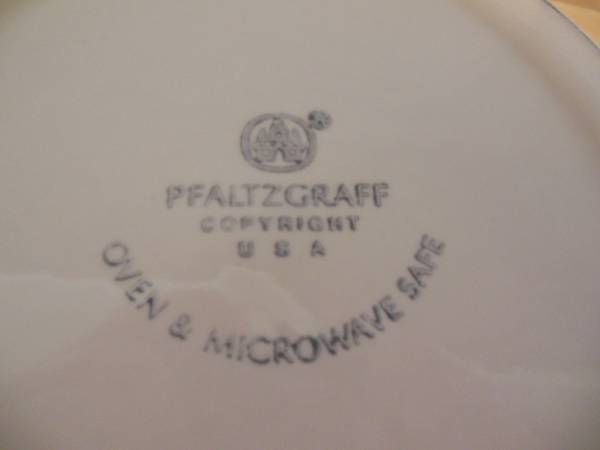 PFALTZGRAFF
COPYRIGHT
USA
OVEN & MICROWAVE SAFE